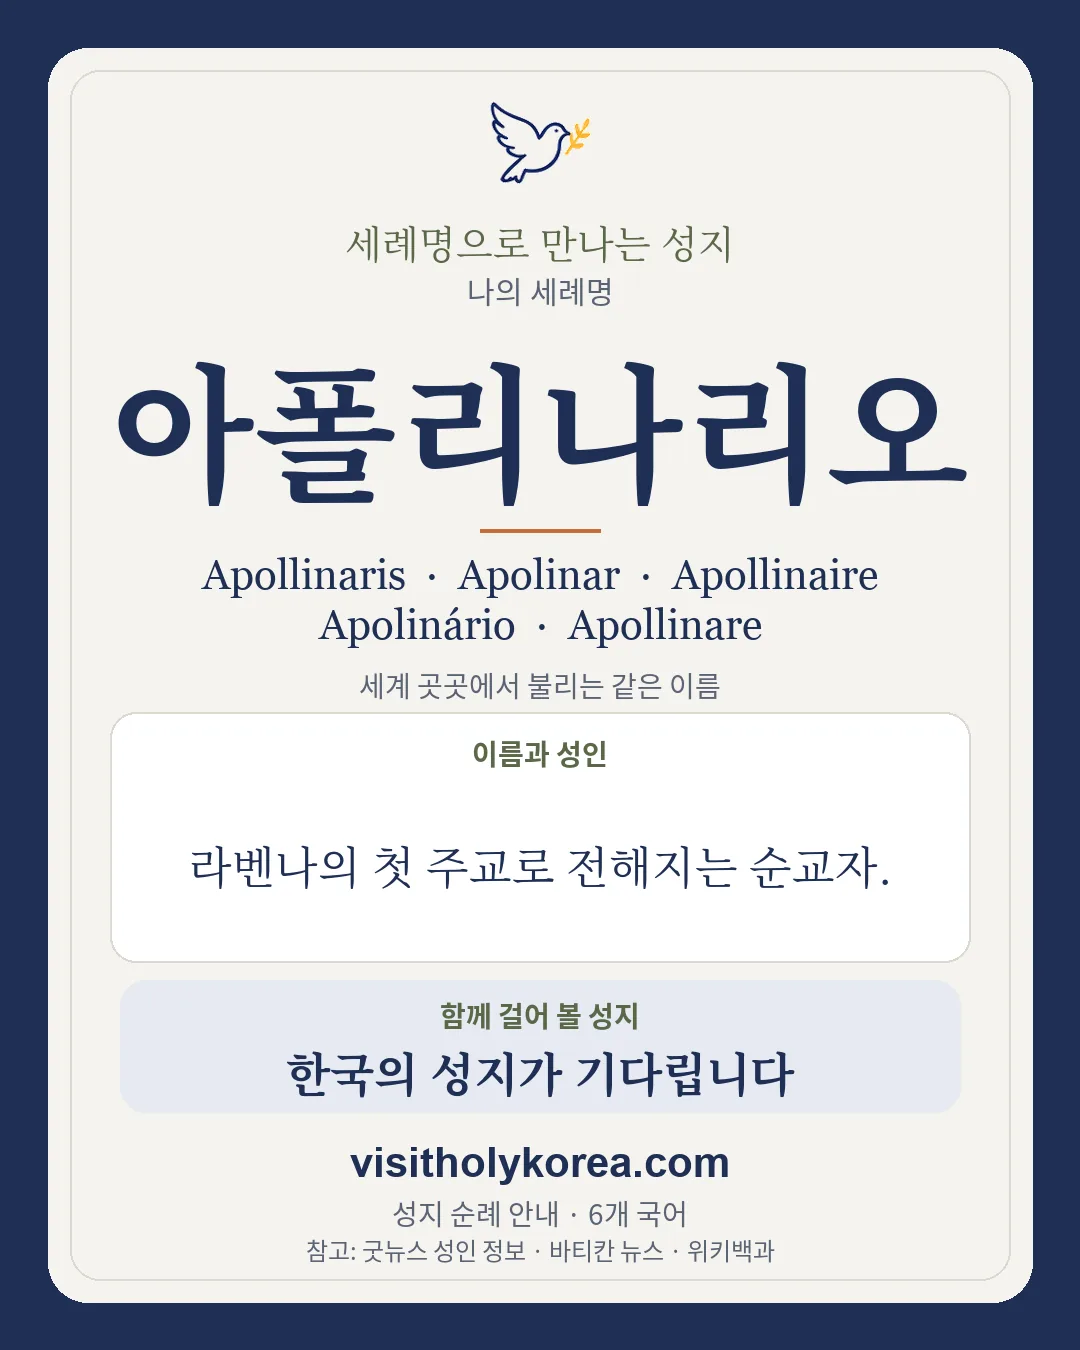 세례명으로 만나는 성지
나의 세례명
아폴리나리오
Apollinaris · Apolinar · Apollinaire
Apolinário · Apollinare
세계 곳곳에서 불리는 같은 이름
이름과 성인
라벤나의 첫 주교로 전해지는 순교자.
함께 걸어 볼 성지
한국의 성지가 기다립니다
visitholykorea.com
성지 순례 안내 · 6개 국어
참고: 굿뉴스 성인 정보 · 바티칸 뉴스 · 위키백과